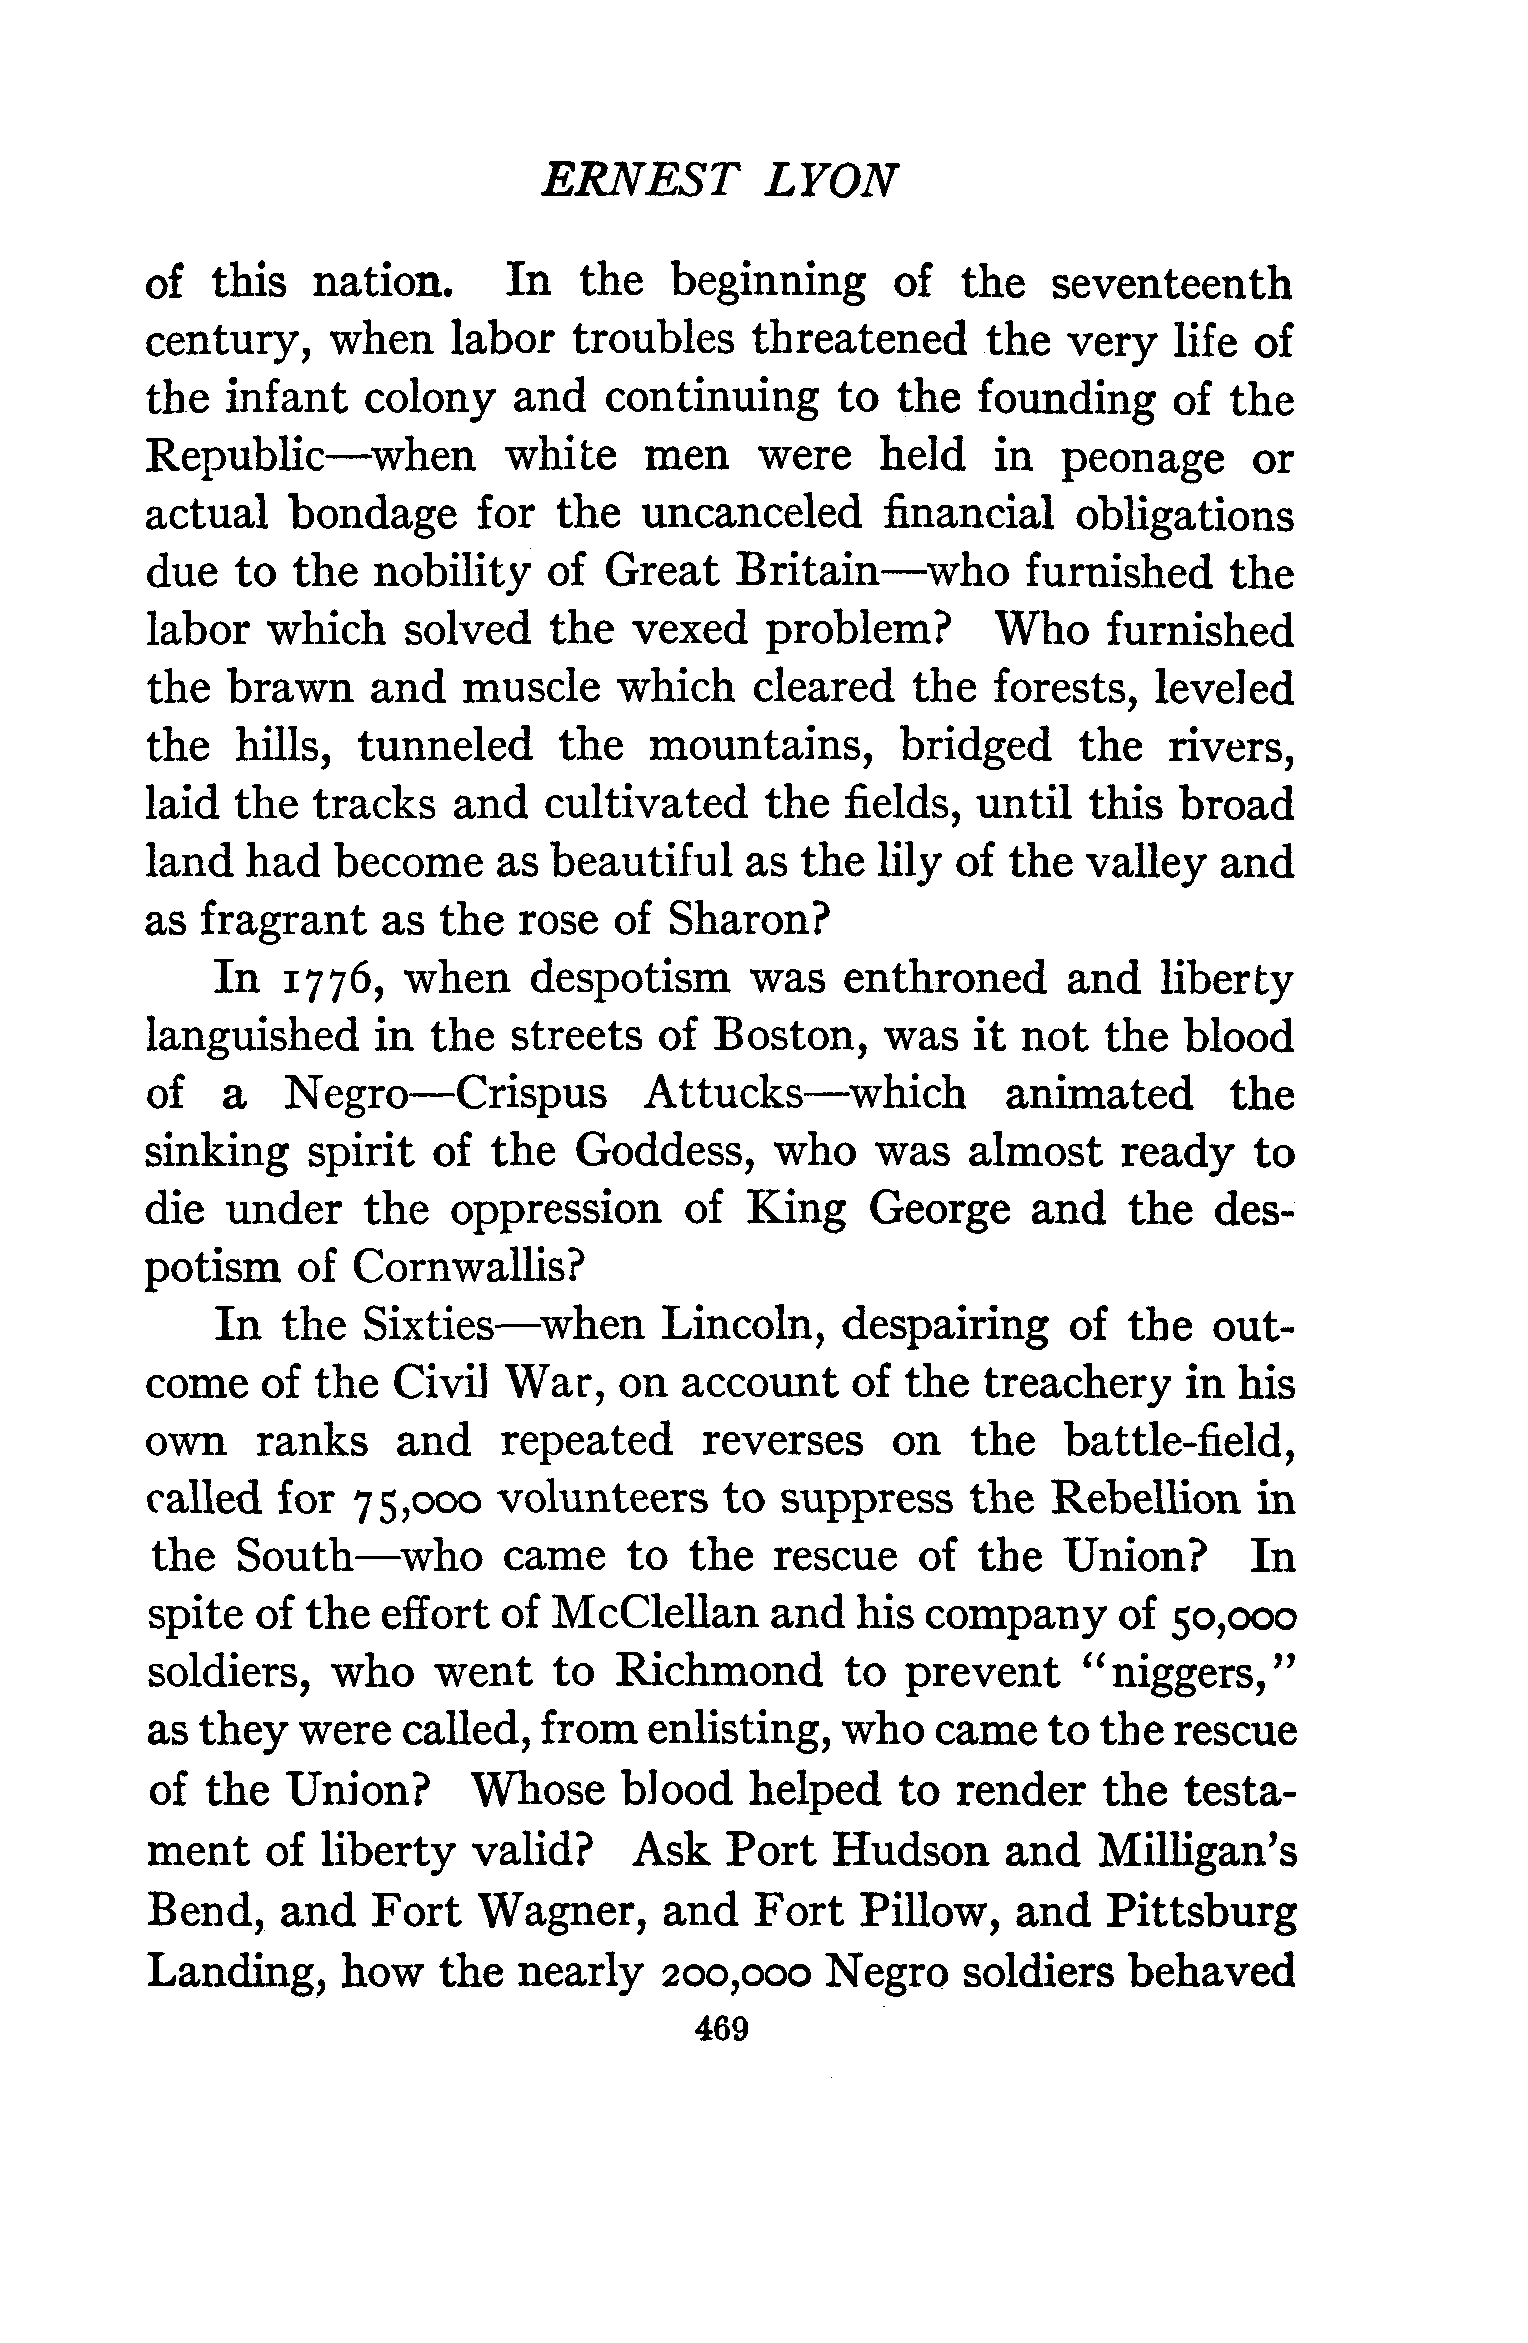 ERNEST LYON
of this nation. In the beginning of the seventeenth
century, when labor troubles threatened the very life of
the infant colony and continuing to the founding of the
Republic—when white men were held in peonage or
actual bondage for the uncanceled financial obligations
due to the nobility of Great Britain—who furnished the
labor which solved the vexed problem? Who furnished
the brawn and muscle which cleared the forests, leveled
the hills, tunneled the mountains, bridged the rivers,
laid the tracks and cultivated the fields, until this broad
land had become as beautiful as the lily of the valley and
as fragrant as the rose of Sharon?
In 1776, when despotism was enthroned and liberty
languished in the streets of Boston, was it not the blood
of a Negro—Crispus Attucks—which animated the
sinking spirit of the Goddess, who was almost ready to
die under the oppression of King George and the des-
potism of Cornwallis?
In the Sixties—when Lincoln, despairing of the out-
come of the Civil War, on account of the treachery in his
own ranks and repeated reverses on the battle-field,
called for 75,000 volunteers to suppress the Rebellion in
the South—who came to the rescue of the Union? In
spite of the effort of McClellan and his company of 50,000
soldiers, who went to Richmond to prevent “niggers,”
as they were called, from enlisting, who came to the rescue
of the Union? Whose blood helped to render the testa-
ment of liberty valid? Ask Port Hudson and Milligan’s
Bend, and Fort Wagner, and Fort Pillow, and Pittsburg
Landing, how the nearly 200,000 Negro soldiers behaved
469